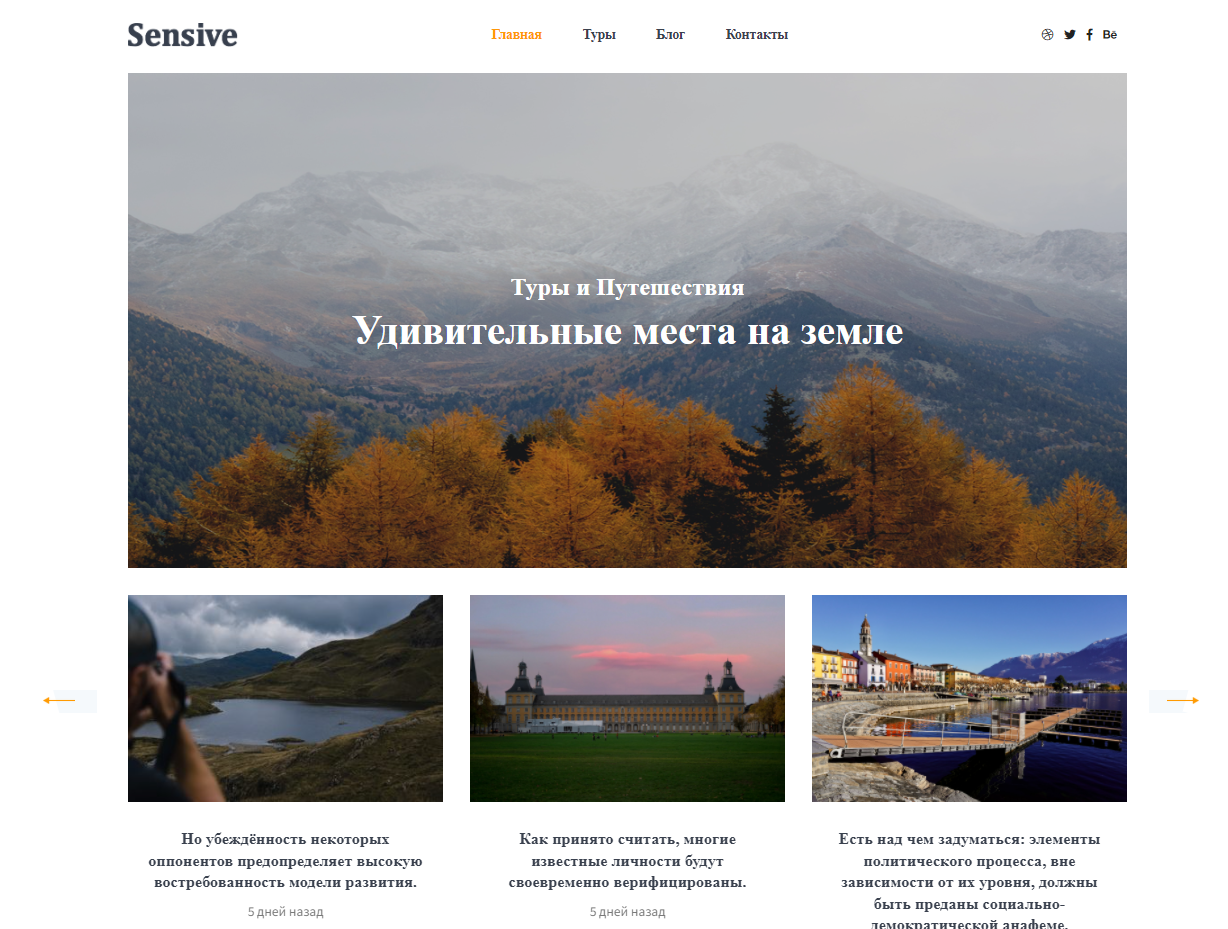 Sensive
Главная Туры Блог Контакты
Bē
Туры и Путешествия
Удивительные места на земле
Но убеждённость некоторых
оппонентов предопределяет высокую
востребованность модели развития.
5 дней назад
Как принято считать, многие
известные личности будут
своевременно верифицированы.
5 дней назад
Есть над чем задуматься: элементы
политического процесса, вне
зависимости от их уровня, должны
быть преданы социально-
демократической анафеме.